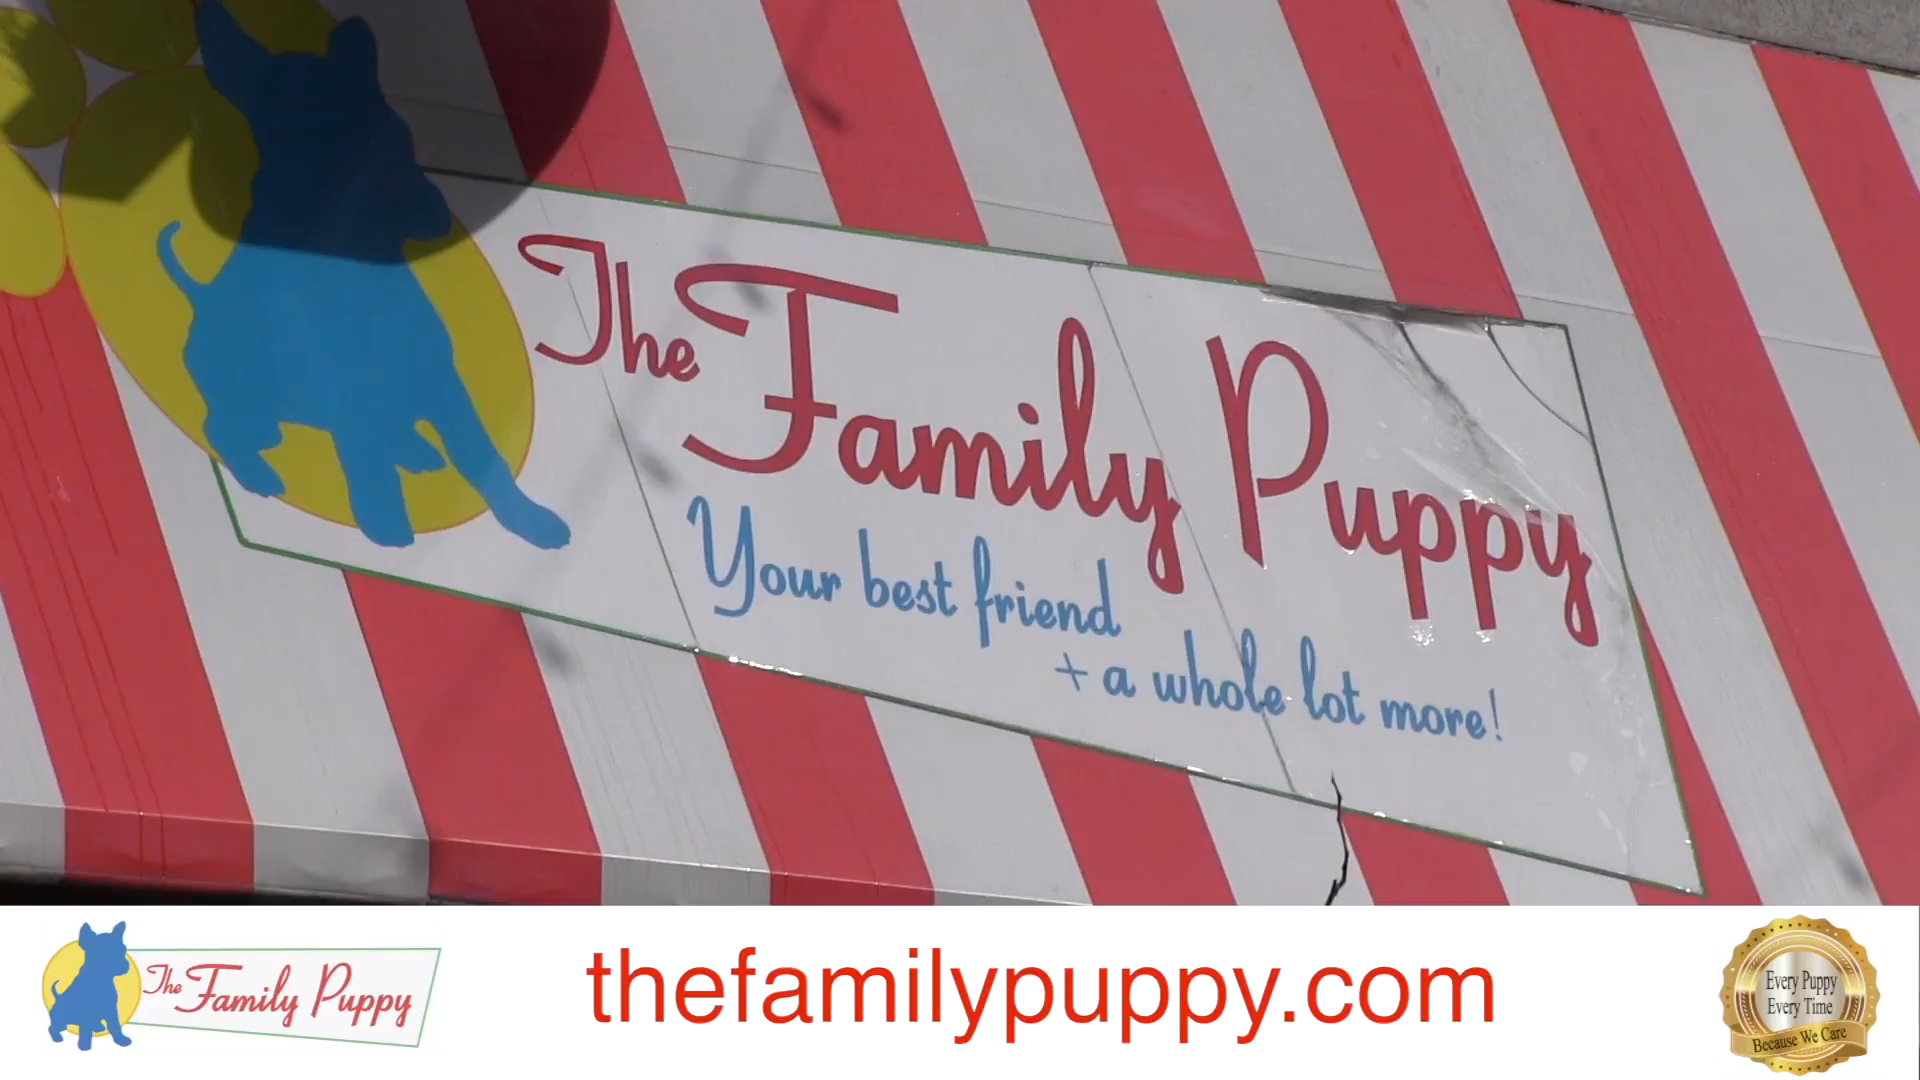 The Family Puppy
Your best friend
+ a whole lot more!
The Family Puppy
thefamilypuppy.com
Every Puppy
Every Time
Because We Care